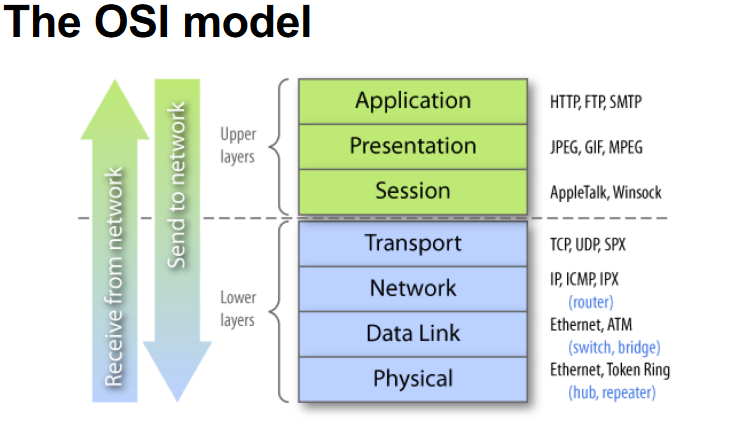 The OSI model
Receive from network
Send to network
Upper
layers
Lower
layers
Application
HTTP, FTP, SMTP
Presentation
JPEG, GIF, MPEG
Session
AppleTalk, Winsock
Transport
TCP, UDP, SPX
Network
IP, ICMP, IPX
(router)
Data Link
Ethernet, ATM
(switch, bridge)
Physical
Ethernet, Token Ring
(hub, repeater)